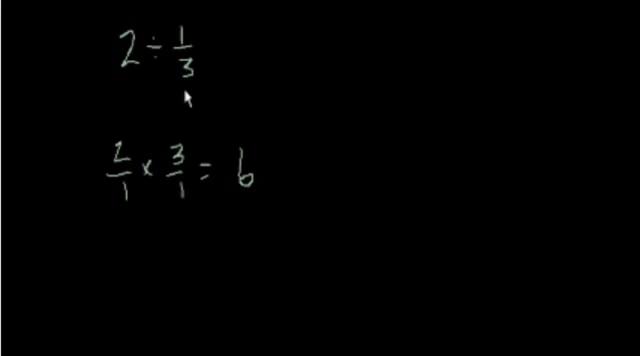 2 ÷ 1/3
2/1 × 3/1 = 6